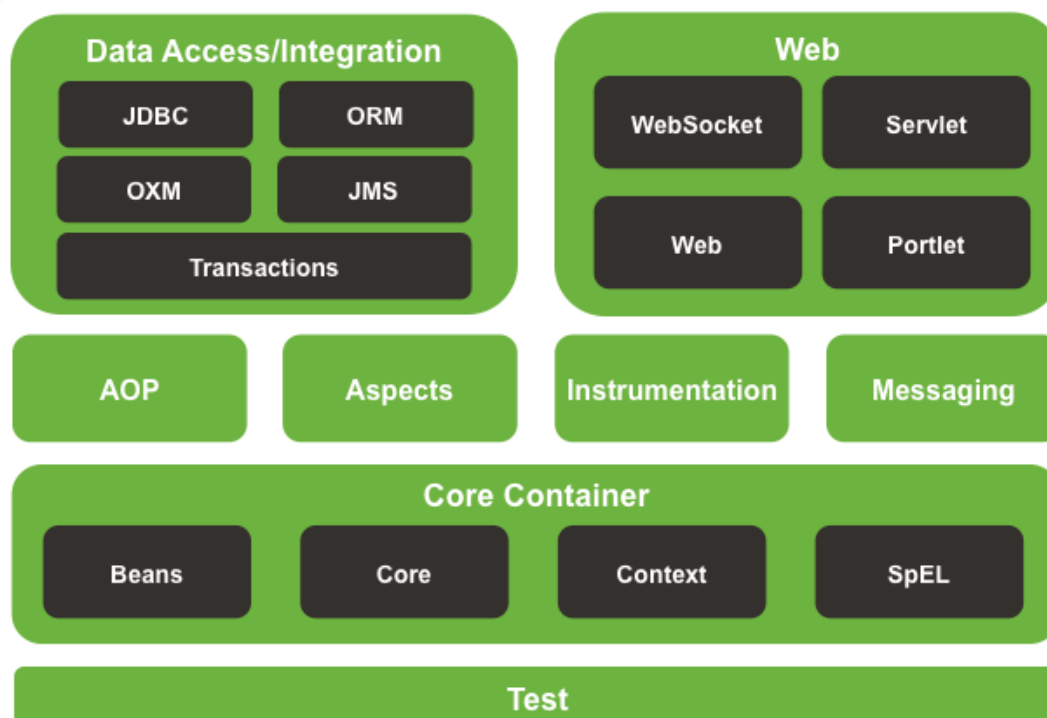 Data Access/Integration
JDBC
ORM
OXM
JMS
Transactions
Web
WebSocket
Servlet
Web
Portlet
AOP
Aspects
Instrumentation
Messaging
Core Container
Beans
Core
Context
SpEL
Test